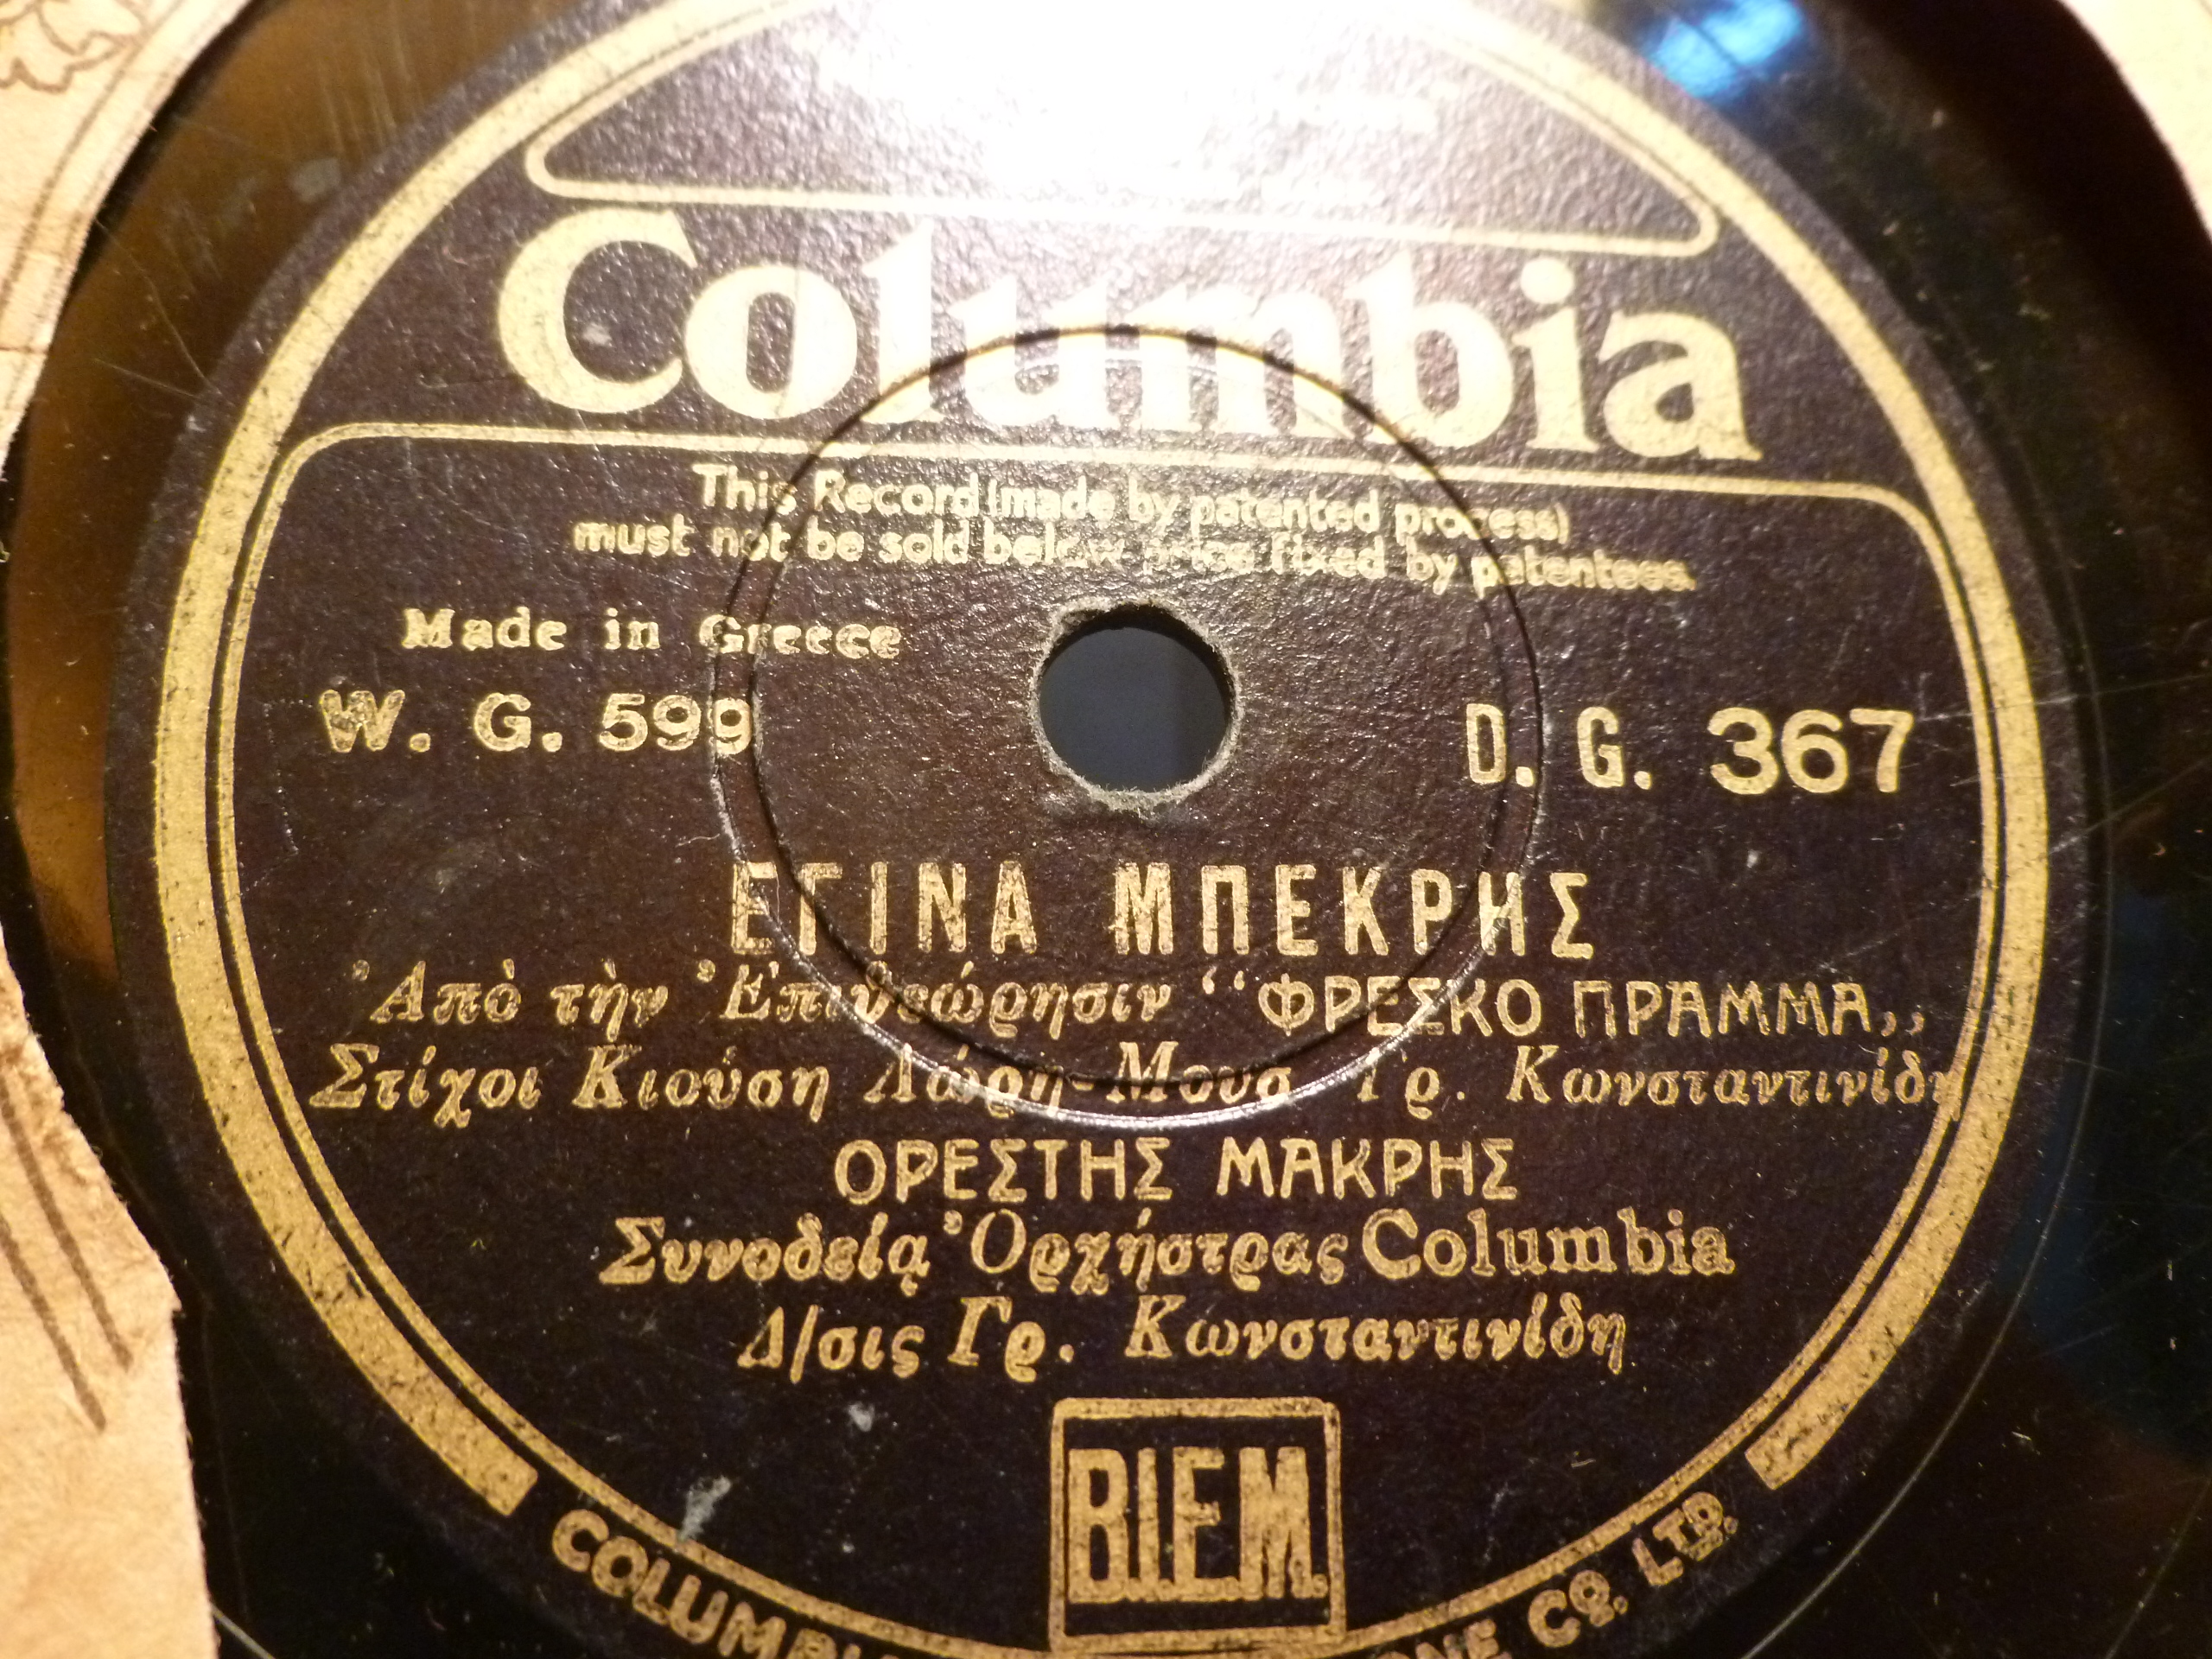 Columbia
This Record (made by patented process)
must not be sold below price fixed by patentees.
Made in Greece
W. G. 599
D. G. 367
ΕΓΙΝΑ ΜΠΕΚΡΗΣ
Ἀπὸ τὴν Ἐπιθεώρησιν “ΦΡΕΣΚΟ ΠΡΑΜΜΑ„
Στίχοι Κιούση Λώρη-Μουσ Γρ. Κωνσταντινίδη
ΟΡΕΣΤΗΣ ΜΑΚΡΗΣ
Συνοδείᾳ Ὀρχήστρας Columbia
Δ/σις Γρ. Κωνσταντινίδη
B.I.E.M.
CO. LTD.